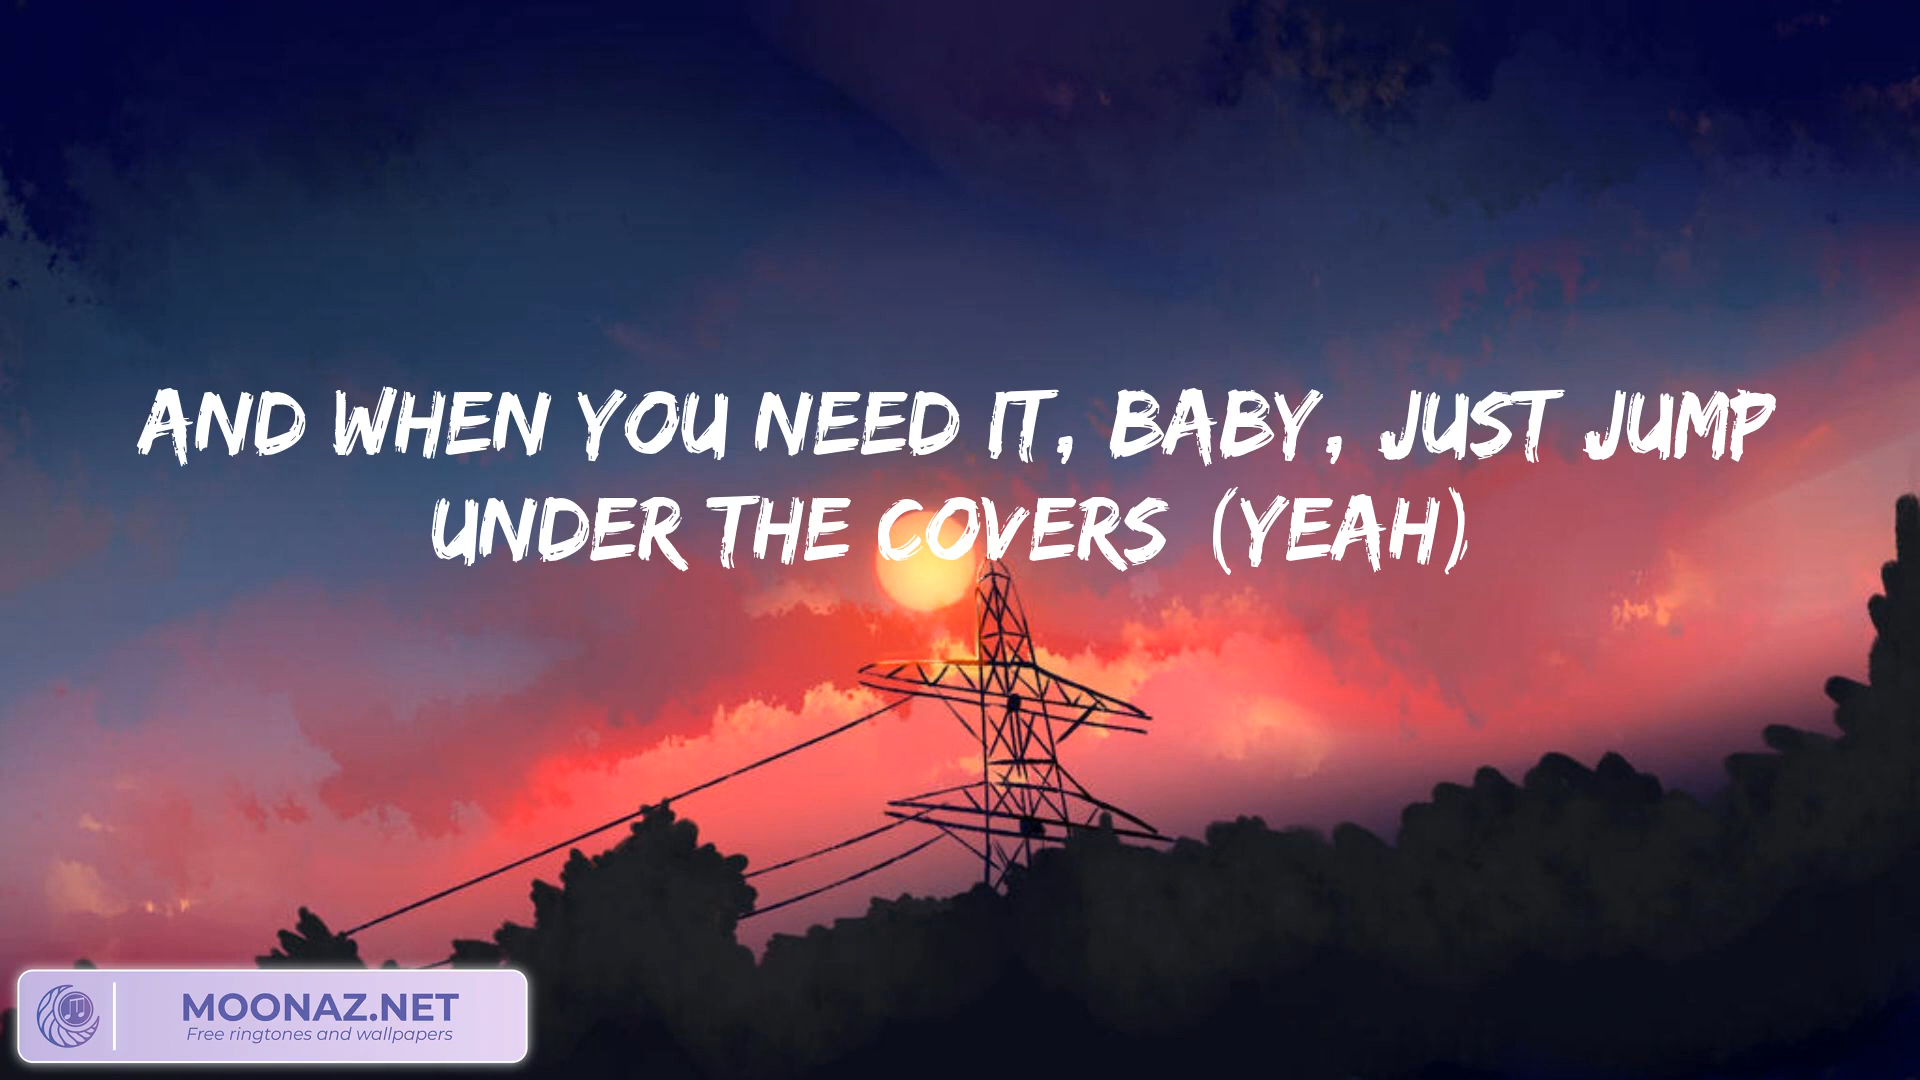 AND WHEN YOU NEED IT, BABY, JUST JUMP
UNDER THE COVERS (YEAH)
MOONAZ.NET
Free ringtones and wallpapers